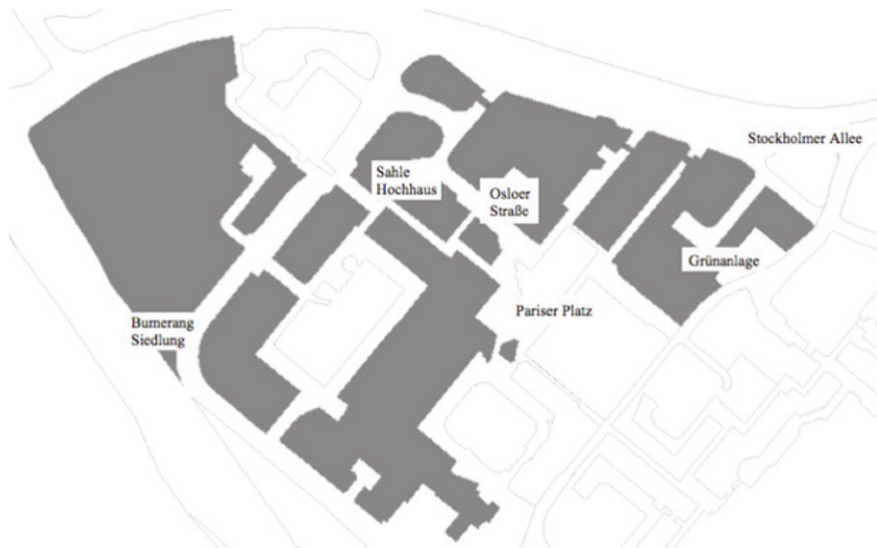 Stockholmer Allee
Sahle
Hochhaus
Osloer
Straße
Grünanlage
Pariser Platz
Bumerang
Siedlung